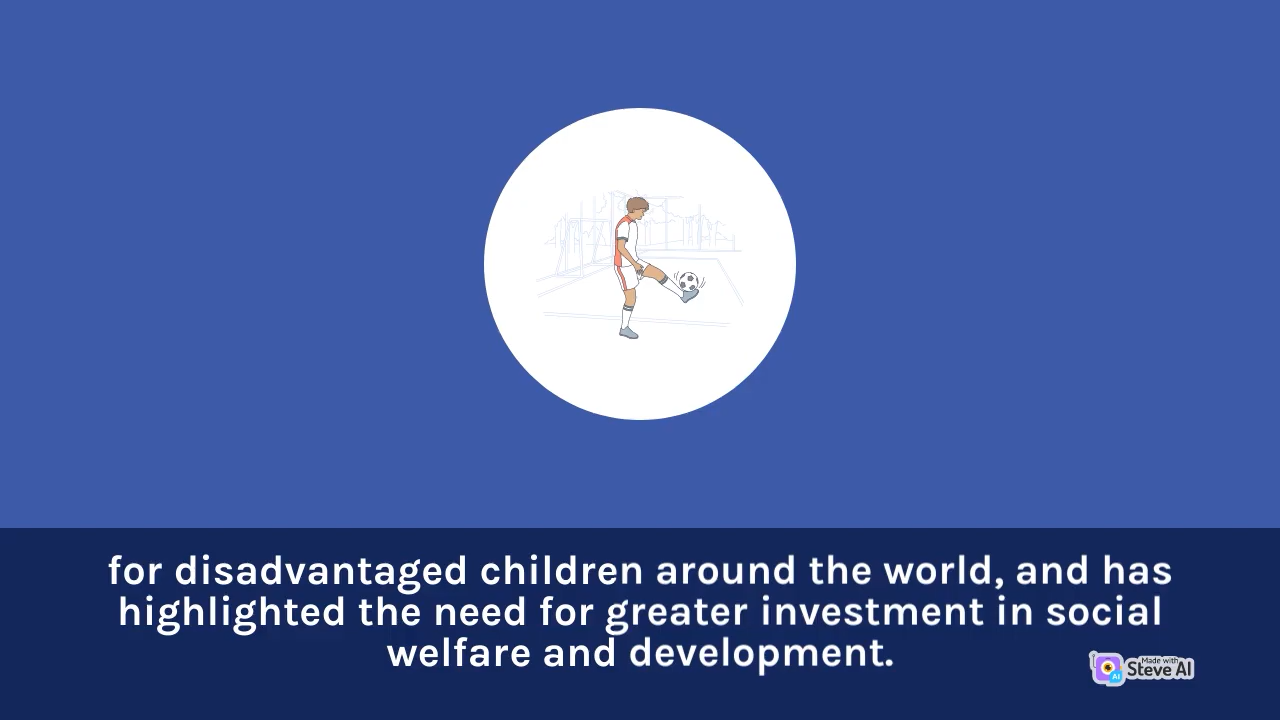 for disadvantaged children around the world, and has
highlighted the need for greater investment in social
welfare and development.
Made with
Steve AI
AI